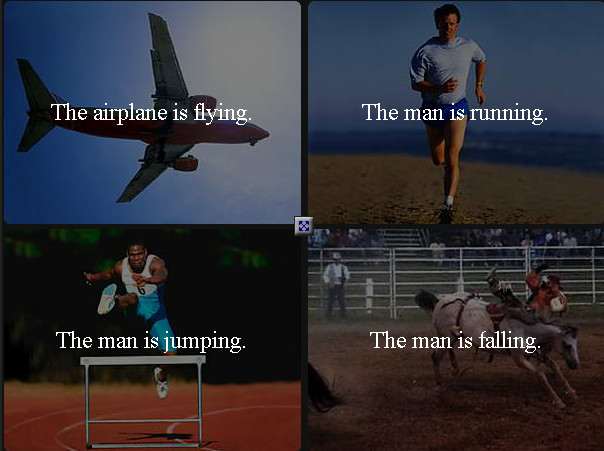 The airplane is flying.
The man is running.
The man is jumping.
The man is falling.